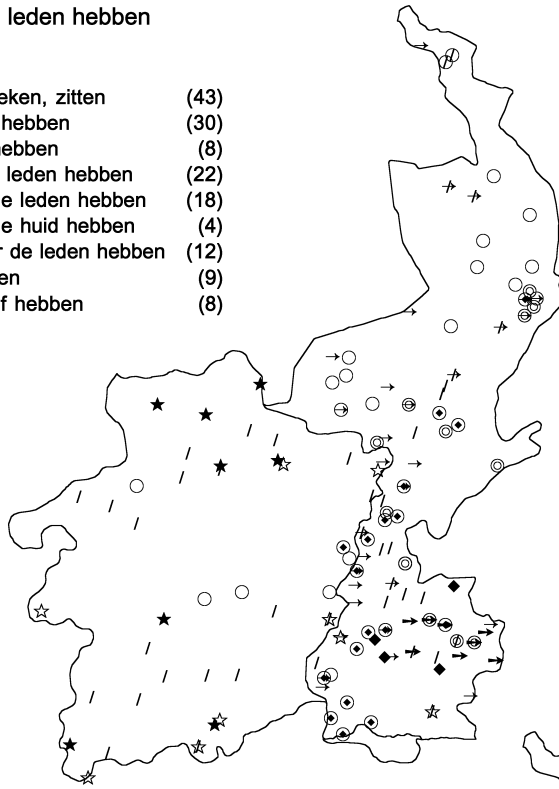 leden hebben
eken, zitten (43)
hebben (30)
hebben (8)
leden hebben (22)
e leden hebben (18)
e huid hebben (4)
r de leden hebben (12)
en (9)
f hebben (8)